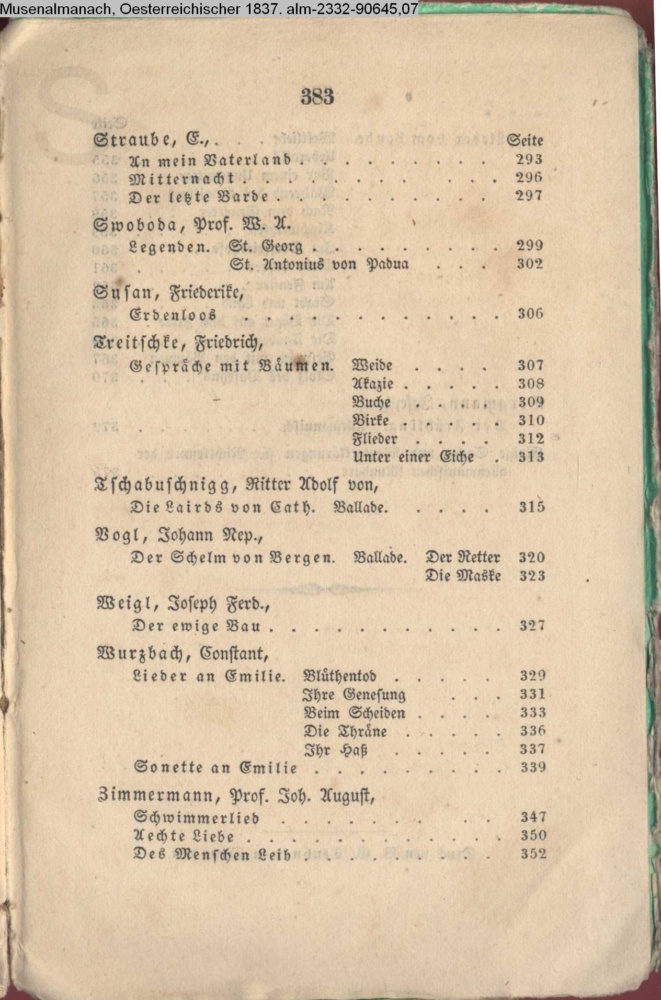 Musenalmanach, Oesterreichischer 1837. alm-2332-90645,07
383
Straube, E., . . . Seite
An mein Vaterland . . . . . . . . . 293
Mitternacht . . . . . . . . . . . 296
Der letzte Barde . . . . . . . . . . 297
Swoboda, Prof. W. A.
Legenden. St. Georg . . . . . . . . . 299
St. Antonius von Padua . . . 302
Susan, Friederike,
Erdenloos . . . . . . . . . . . 306
Treitschke, Friedrich,
Gespräche mit Bäumen. Weide . . . . 307
Akazie . . . . . 308
Buche . . . . . 309
Birke . . . . . 310
Flieder . . . . 312
Unter einer Eiche . 313
Tschabuschnigg, Ritter Adolf von,
Die Lairds von Cath. Ballade. . . . . 315
Vogl, Johann Nep.,
Der Schelm von Bergen. Ballade. Der Retter 320
Die Maske 323
Weigl, Joseph Ferd.,
Der ewige Bau . . . . . . . . . . . 327
Wurzbach, Constant,
Lieder an Emilie. Blüthentod . . . . . 329
Ihre Genesung . . . 331
Beim Scheiden . . . . 333
Die Thräne . . . . . 336
Ihr Haß . . . . . 337
Sonette an Emilie . . . . . . . . . 339
Zimmermann, Prof. Joh. August,
Schwimmerlied . . . . . . . . . 347
Aechte Liebe . . . . . . . . . . . 350
Des Menschen Leib . . . . . . . . . 352